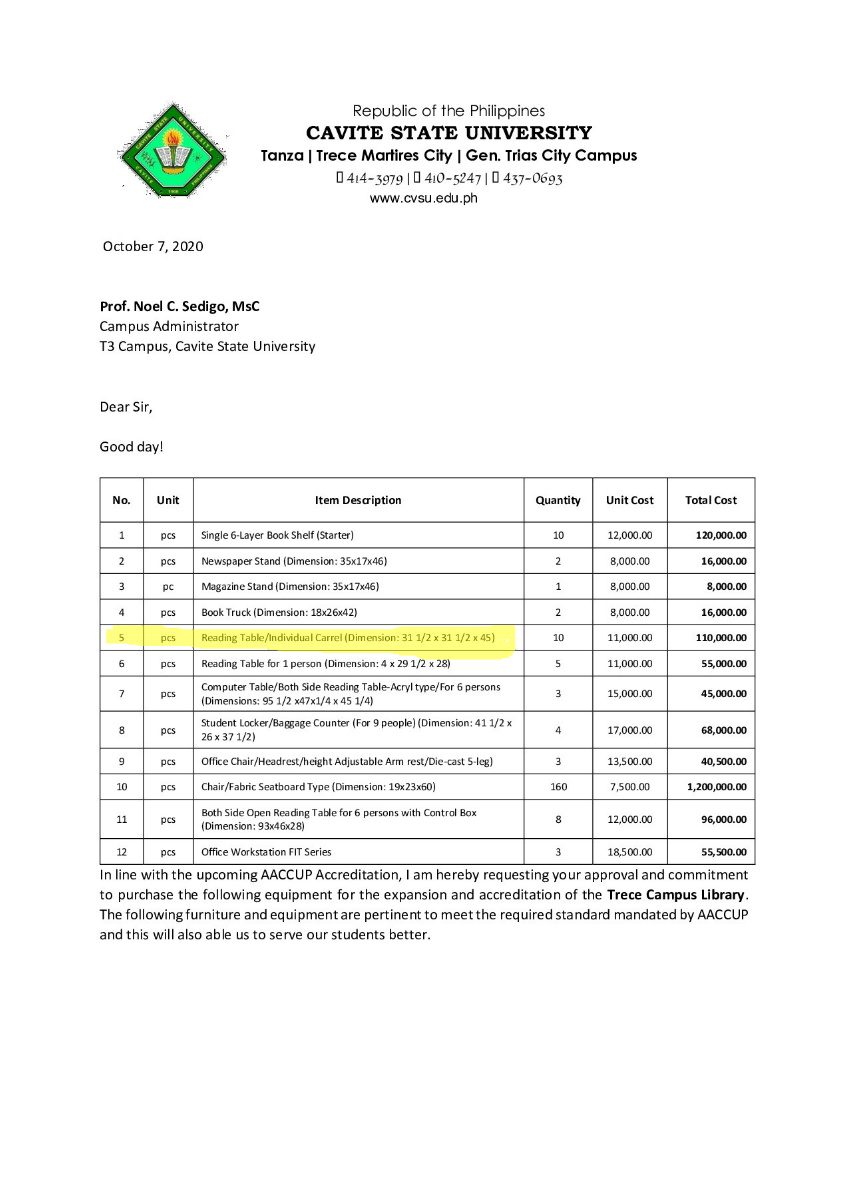 Republic of the Philippines
CAVITE STATE UNIVERSITY
Tanza | Trece Martires City | Gen. Trias City Campus
414-3979 | 410-5247 | 437-0693
www.cvsu.edu.ph
October 7, 2020
Prof. Noel C. Sedigo, MsC
Campus Administrator
T3 Campus, Cavite State University
Dear Sir,
Good day!
No. Unit Item Description Quantity Unit Cost Total Cost
1 pcs Single 6-Layer Book Shelf (Starter) 10 12,000.00 120,000.00
2 pcs Newspaper Stand (Dimension: 35x17x46) 2 8,000.00 16,000.00
3 pc Magazine Stand (Dimension: 35x17x46) 1 8,000.00 8,000.00
4 pcs Book Truck (Dimension: 18x26x42) 2 8,000.00 16,000.00
5 pcs Reading Table/Individual Carrel (Dimension: 31 1/2 x 31 1/2 x 45) 10 11,000.00 110,000.00
6 pcs Reading Table for 1 person (Dimension: 4 x 29 1/2 x 28) 5 11,000.00 55,000.00
7 pcs Computer Table/Both Side Reading Table-Acryl type/For 6 persons 3 15,000.00 45,000.00
(Dimensions: 95 1/2 x47x1/4 x 45 1/4)
8 pcs Student Locker/Baggage Counter (For 9 people) (Dimension: 41 1/2 x 4 17,000.00 68,000.00
26 x 37 1/2)
9 pcs Office Chair/Headrest/height Adjustable Arm rest/Die-cast 5-leg) 3 13,500.00 40,500.00
10 pcs Chair/Fabric Seatboard Type (Dimension: 19x23x60) 160 7,500.00 1,200,000.00
11 pcs Both Side Open Reading Table for 6 persons with Control Box 8 12,000.00 96,000.00
(Dimension: 93x46x28)
12 pcs Office Workstation FIT Series 3 18,500.00 55,500.00
In line with the upcoming AACCUP Accreditation, I am hereby requesting your approval and commitment
to purchase the following equipment for the expansion and accreditation of the Trece Campus Library.
The following furniture and equipment are pertinent to meet the required standard mandated by AACCUP
and this will also able us to serve our students better.